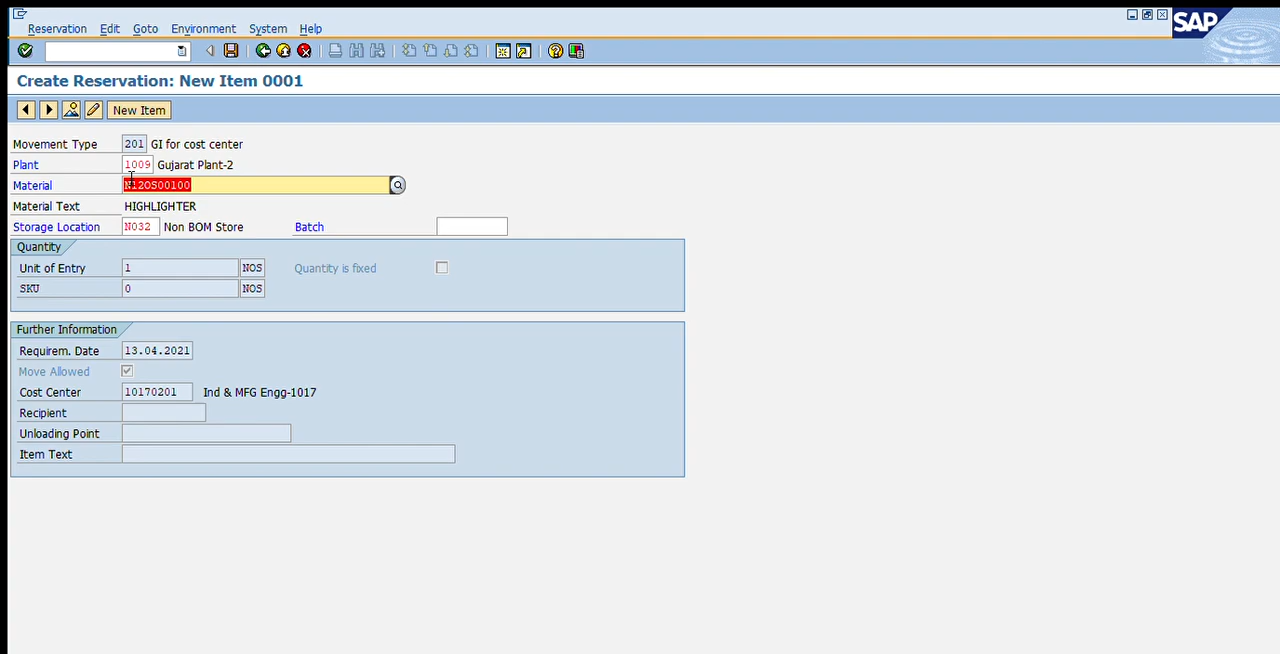 Reservation Edit Goto Environment System Help
SAP
Create Reservation: New Item 0001
New Item
Movement Type 201 GI for cost center
Plant 1009 Gujarat Plant-2
Material N12OS00100
Material Text HIGHLIGHTER
Storage Location N032 Non BOM Store Batch
Quantity
Unit of Entry 1 NOS Quantity is fixed
SKU 0 NOS
Further Information
Requirem. Date 13.04.2021
Move Allowed
Cost Center 10170201 Ind & MFG Engg-1017
Recipient
Unloading Point
Item Text